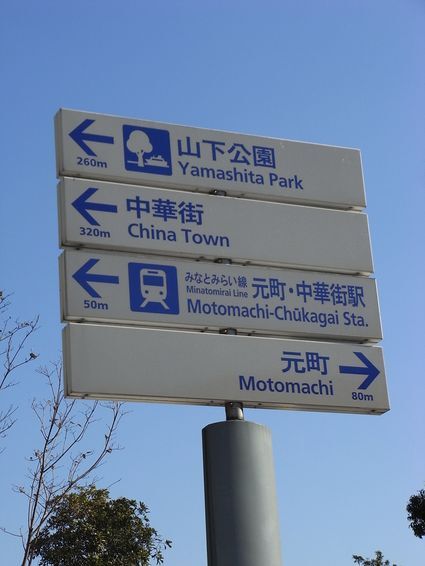 山下公園
260m
Yamashita Park
中華街
320m
China Town
みなとみらい線
Minatomirai Line
元町・中華街駅
50m
Motomachi-Chūkagai Sta.
元町
Motomachi
80m